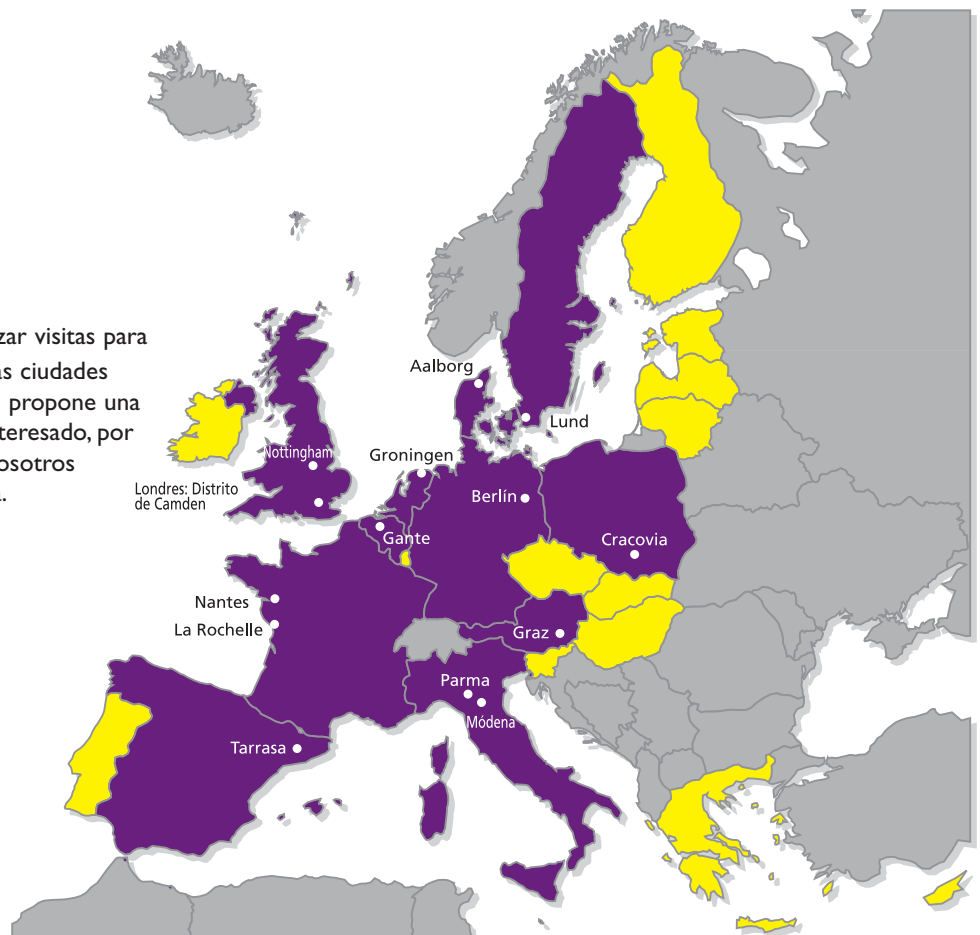 zar visitas para
as ciudades
propone una
teresado, por
osotros
.
Aalborg
Lund
Nottingham
Groningen
Londres: Distrito
de Camden
Berlín
Gante
Cracovia
Nantes
La Rochelle
Graz
Parma
Módena
Tarrasa